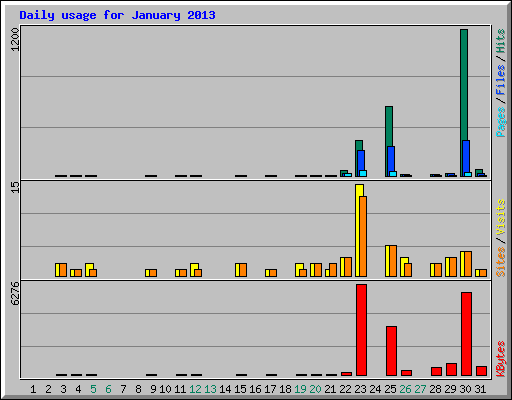 Daily usage for January 2013
1200
Pages / Files / Hits
15
Sites / Visits
6276
KBytes
1 2 3 4 5 6 7 8 9 10 11 12 13 14 15 16 17 18 19 20 21 22 23 24 25 26 27 28 29 30 31